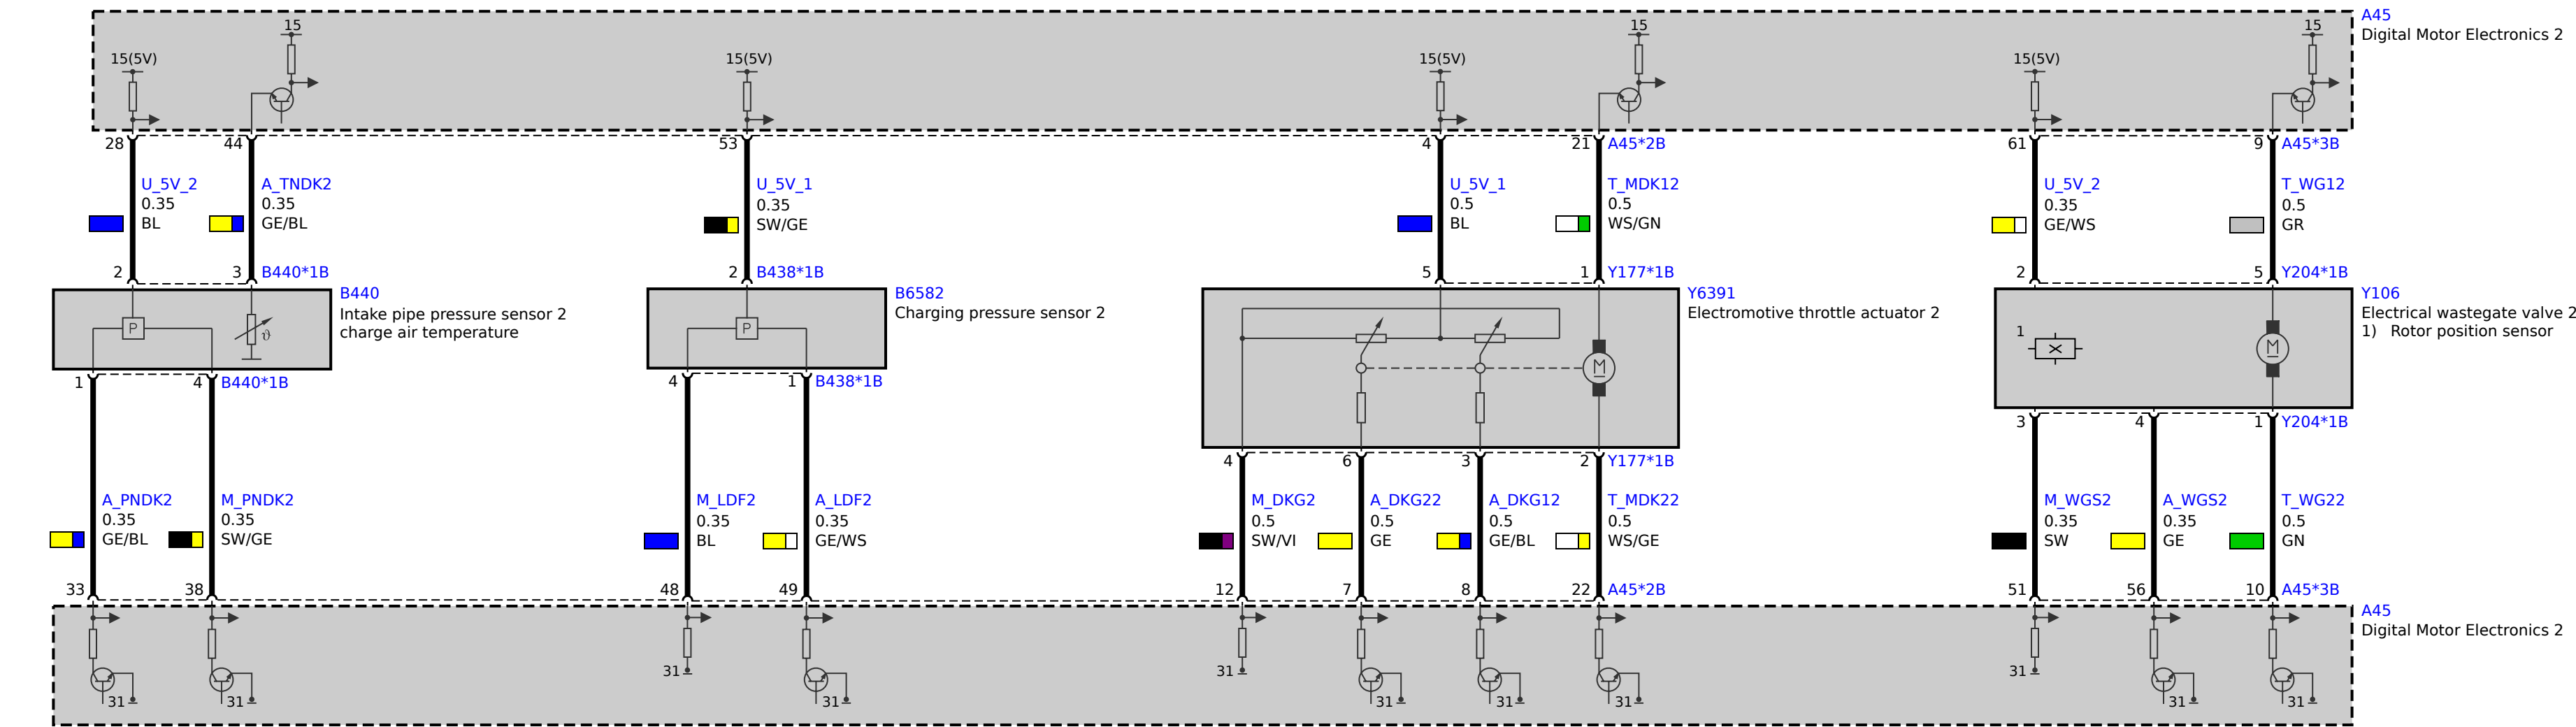 15
15
15
A45
Digital Motor Electronics 2
15(5V)
15(5V)
15(5V)
15(5V)
28
44
53
4
21
A45*2B
61
9
A45*3B
U_5V_2
0.35
BL
A_TNDK2
0.35
GE/BL
U_5V_1
0.35
SW/GE
U_5V_1
0.5
BL
T_MDK12
0.5
WS/GN
U_5V_2
0.35
GE/WS
T_WG12
0.5
GR
2
3
B440*1B
2
B438*1B
5
1
Y177*1B
2
5
Y204*1B
B440
Intake pipe pressure sensor 2
charge air temperature
P
ϑ
B6582
Charging pressure sensor 2
P
Y6391
Electromotive throttle actuator 2
M
Y106
Electrical wastegate valve 2
1) Rotor position sensor
1
X
M
1
4
B440*1B
4
1
B438*1B
4
6
3
2
Y177*1B
3
4
1
Y204*1B
A_PNDK2
0.35
GE/BL
M_PNDK2
0.35
SW/GE
M_LDF2
0.35
BL
A_LDF2
0.35
GE/WS
M_DKG2
0.5
SW/VI
A_DKG22
0.5
GE
A_DKG12
0.5
GE/BL
T_MDK22
0.5
WS/GE
M_WGS2
0.35
SW
A_WGS2
0.35
GE
T_WG22
0.5
GN
33
38
48
49
12
7
8
22
A45*2B
51
56
10
A45*3B
A45
Digital Motor Electronics 2
31
31
31
31
31
31
31
31
31
31
31